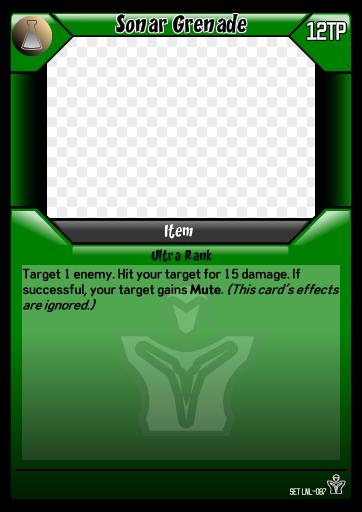 Sonar Grenade
12TP
Item
Ultra Rank
Target 1 enemy. Hit your target for 15 damage. If
successful, your target gains Mute. (This card's effects
are ignored.)
SET LNL-087